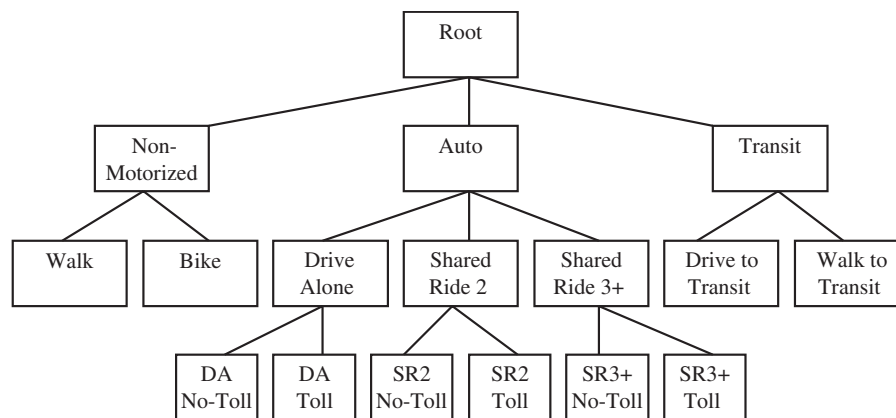 Root
Non-
Motorized
Auto
Transit
Walk
Bike
Drive
Alone
Shared
Ride 2
Shared
Ride 3+
Drive to
Transit
Walk to
Transit
DA
No-Toll
DA
Toll
SR2
No-Toll
SR2
Toll
SR3+
No-Toll
SR3+
Toll